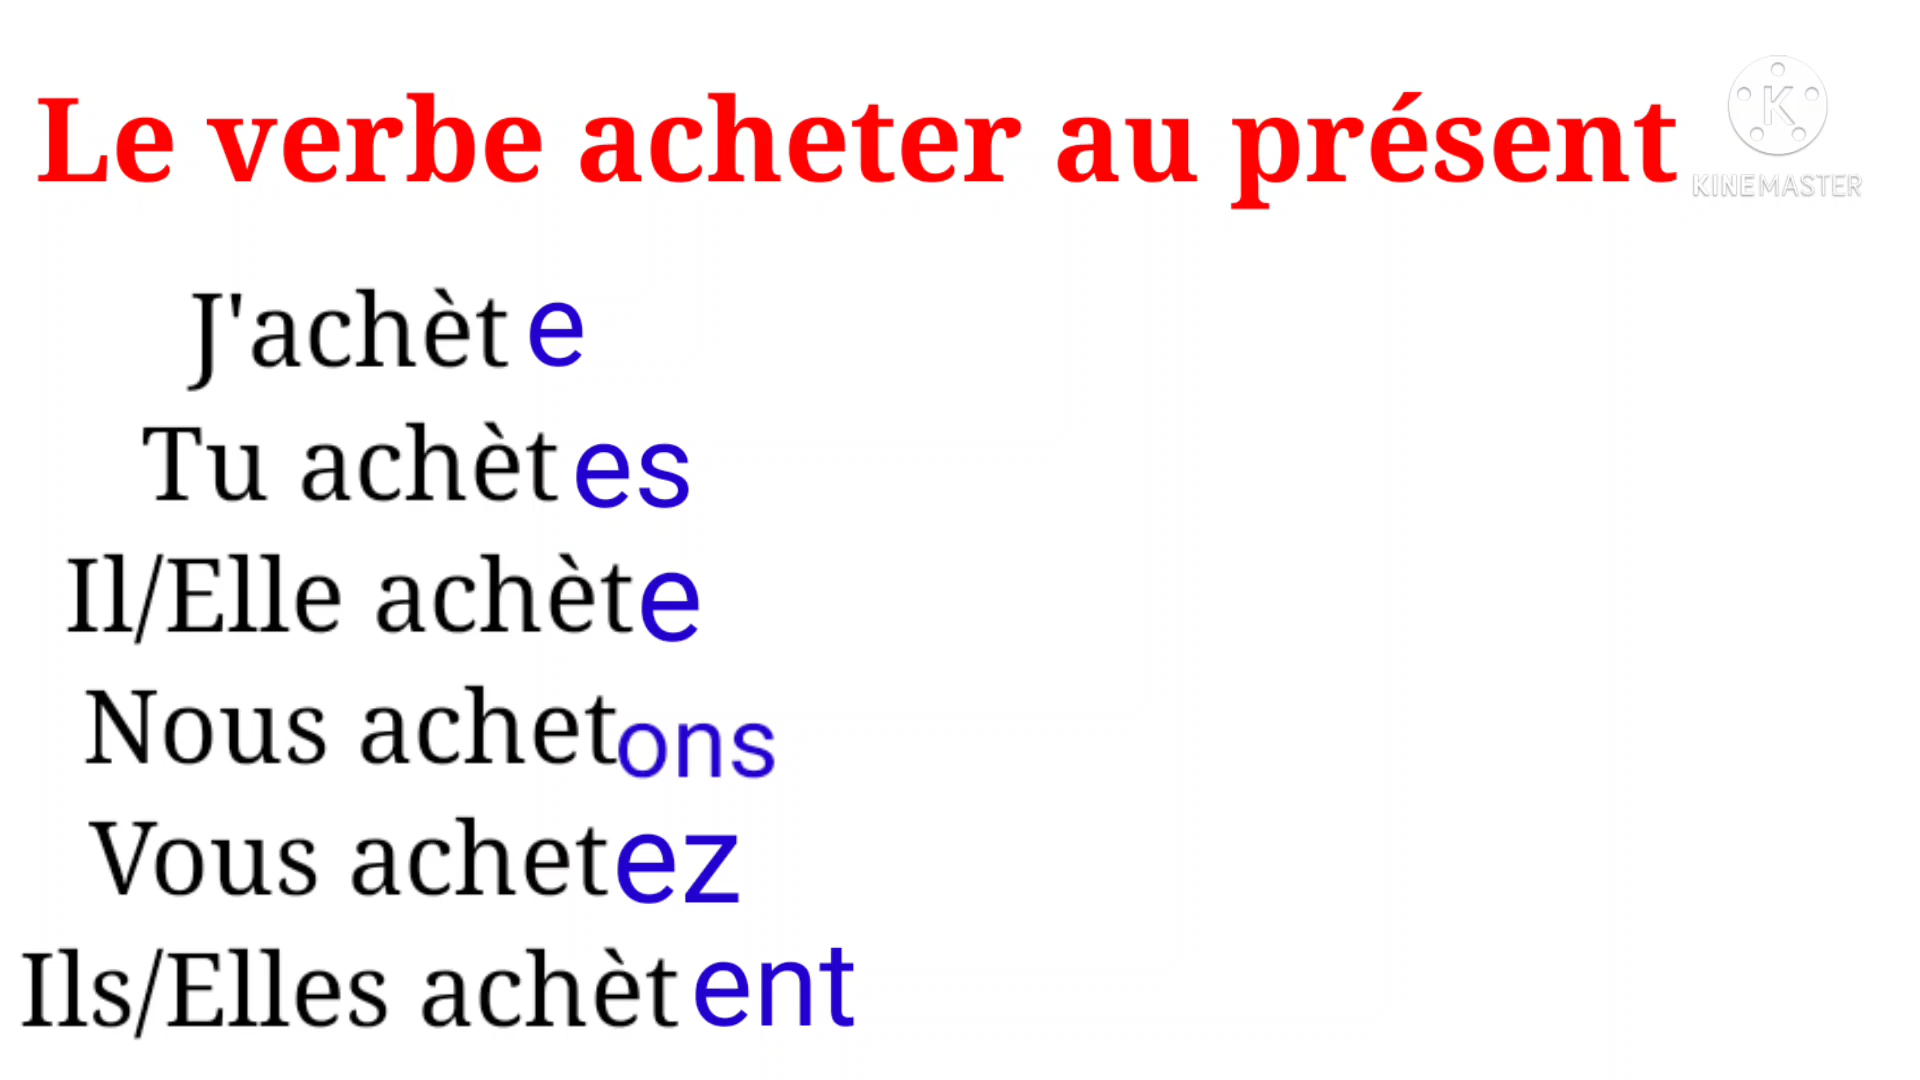 Le verbe acheter au présent
K
KINEMASTER
J'achète
Tu achètes
Il/Elle achète
Nous achetons
Vous achetez
Ils/Elles achètent